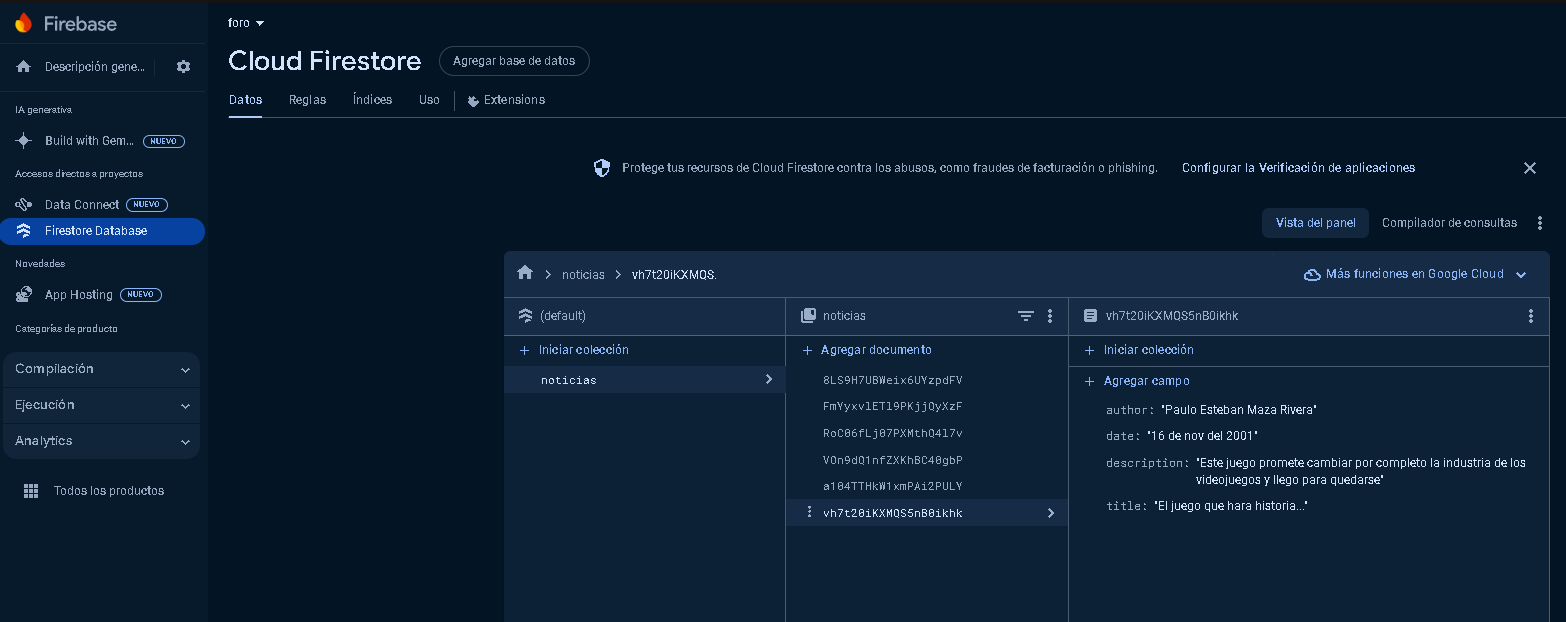 Firebase
Descripción gene...
IA generativa
Build with Gem... NUEVO
Accesos directos a proyectos
Data Connect NUEVO
Firestore Database
Novedades
App Hosting NUEVO
Categorías de producto
Compilación
Ejecución
Analytics
Todos los productos
foro
Cloud Firestore Agregar base de datos
Datos Reglas Índices Uso Extensions
Protege tus recursos de Cloud Firestore contra los abusos, como fraudes de facturación o phishing. Configurar la Verificación de aplicaciones
Vista del panel Compilador de consultas
noticias vh7t20iKXMQS.
Más funciones en Google Cloud
(default)
Iniciar colección
noticias
noticias
Agregar documento
8LS9H7UBWeix6UYzpdFV
FmYyxvlETl9PKjjQyXzF
RoC06fLj07PXMthQ4l7v
VOn9dQ1nfZXKhBC40gbP
a104TTHkW1xmPAi2PULY
vh7t20iKXMQS5nB0ikhk
vh7t20iKXMQS5nB0ikhk
Iniciar colección
Agregar campo
author: "Paulo Esteban Maza Rivera"
date: "16 de nov del 2001"
description: "Este juego promete cambiar por completo la industria de los
videojuegos y llego para quedarse"
title: "El juego que hara historia..."